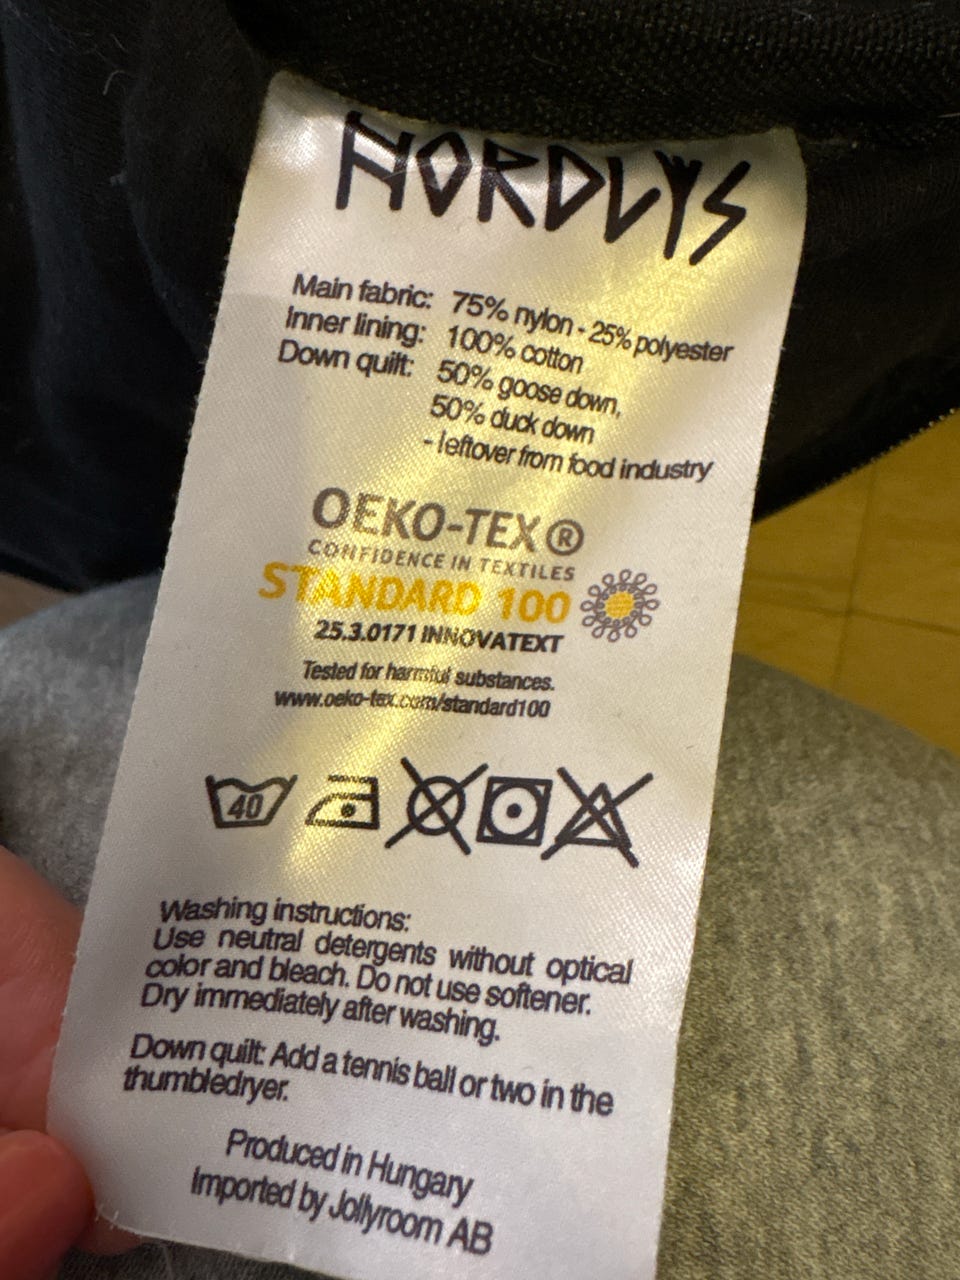 HORDLYS
Main fabric: 75% nylon - 25% polyester
Inner lining: 100% cotton
Down quilt: 50% goose down,
50% duck down
- leftover from food industry
OEKO-TEX®
CONFIDENCE IN TEXTILES
STANDARD 100
25.3.0171 INNOVATEXT
Tested for harmful substances.
www.oeko-tex.com/standard100
40
Washing instructions:
Use neutral detergents without optical
color and bleach. Do not use softener.
Dry immediately after washing.
Down quilt: Add a tennis ball or two in the
thumbledryer.
Produced in Hungary
Imported by Jollyroom AB